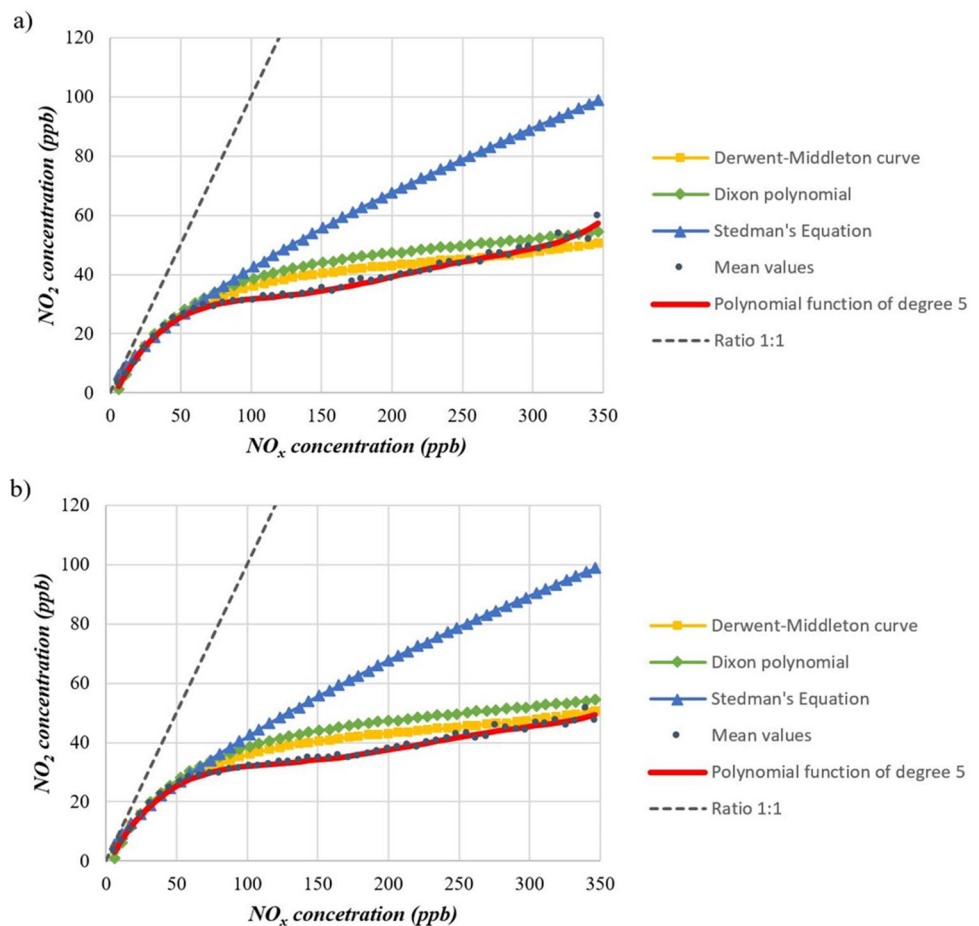 a)
120
100
80
60
40
20
0
NO2 concentration (ppb)
0 50 100 150 200 250 300 350
NOx concentration (ppb)
Derwent-Middleton curve
Dixon polynomial
Stedman's Equation
Mean values
Polynomial function of degree 5
Ratio 1:1
b)
120
100
80
60
40
20
0
NO2 concentration (ppb)
0 50 100 150 200 250 300 350
NOx concetration (ppb)
Derwent-Middleton curve
Dixon polynomial
Stedman's Equation
Mean values
Polynomial function of degree 5
Ratio 1:1